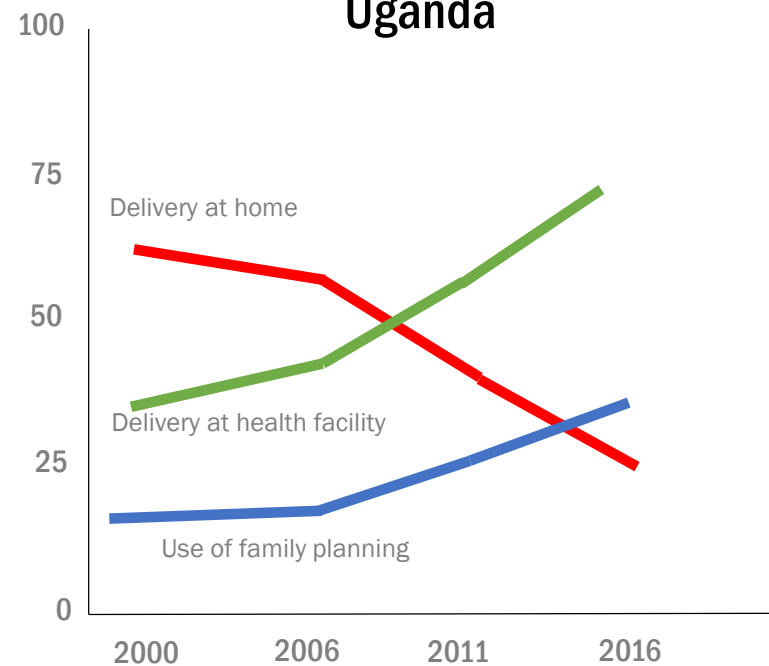 Uganda
100
75
Delivery at home
50
Delivery at health facility
25
Use of family planning
0
2000 2006 2011 2016